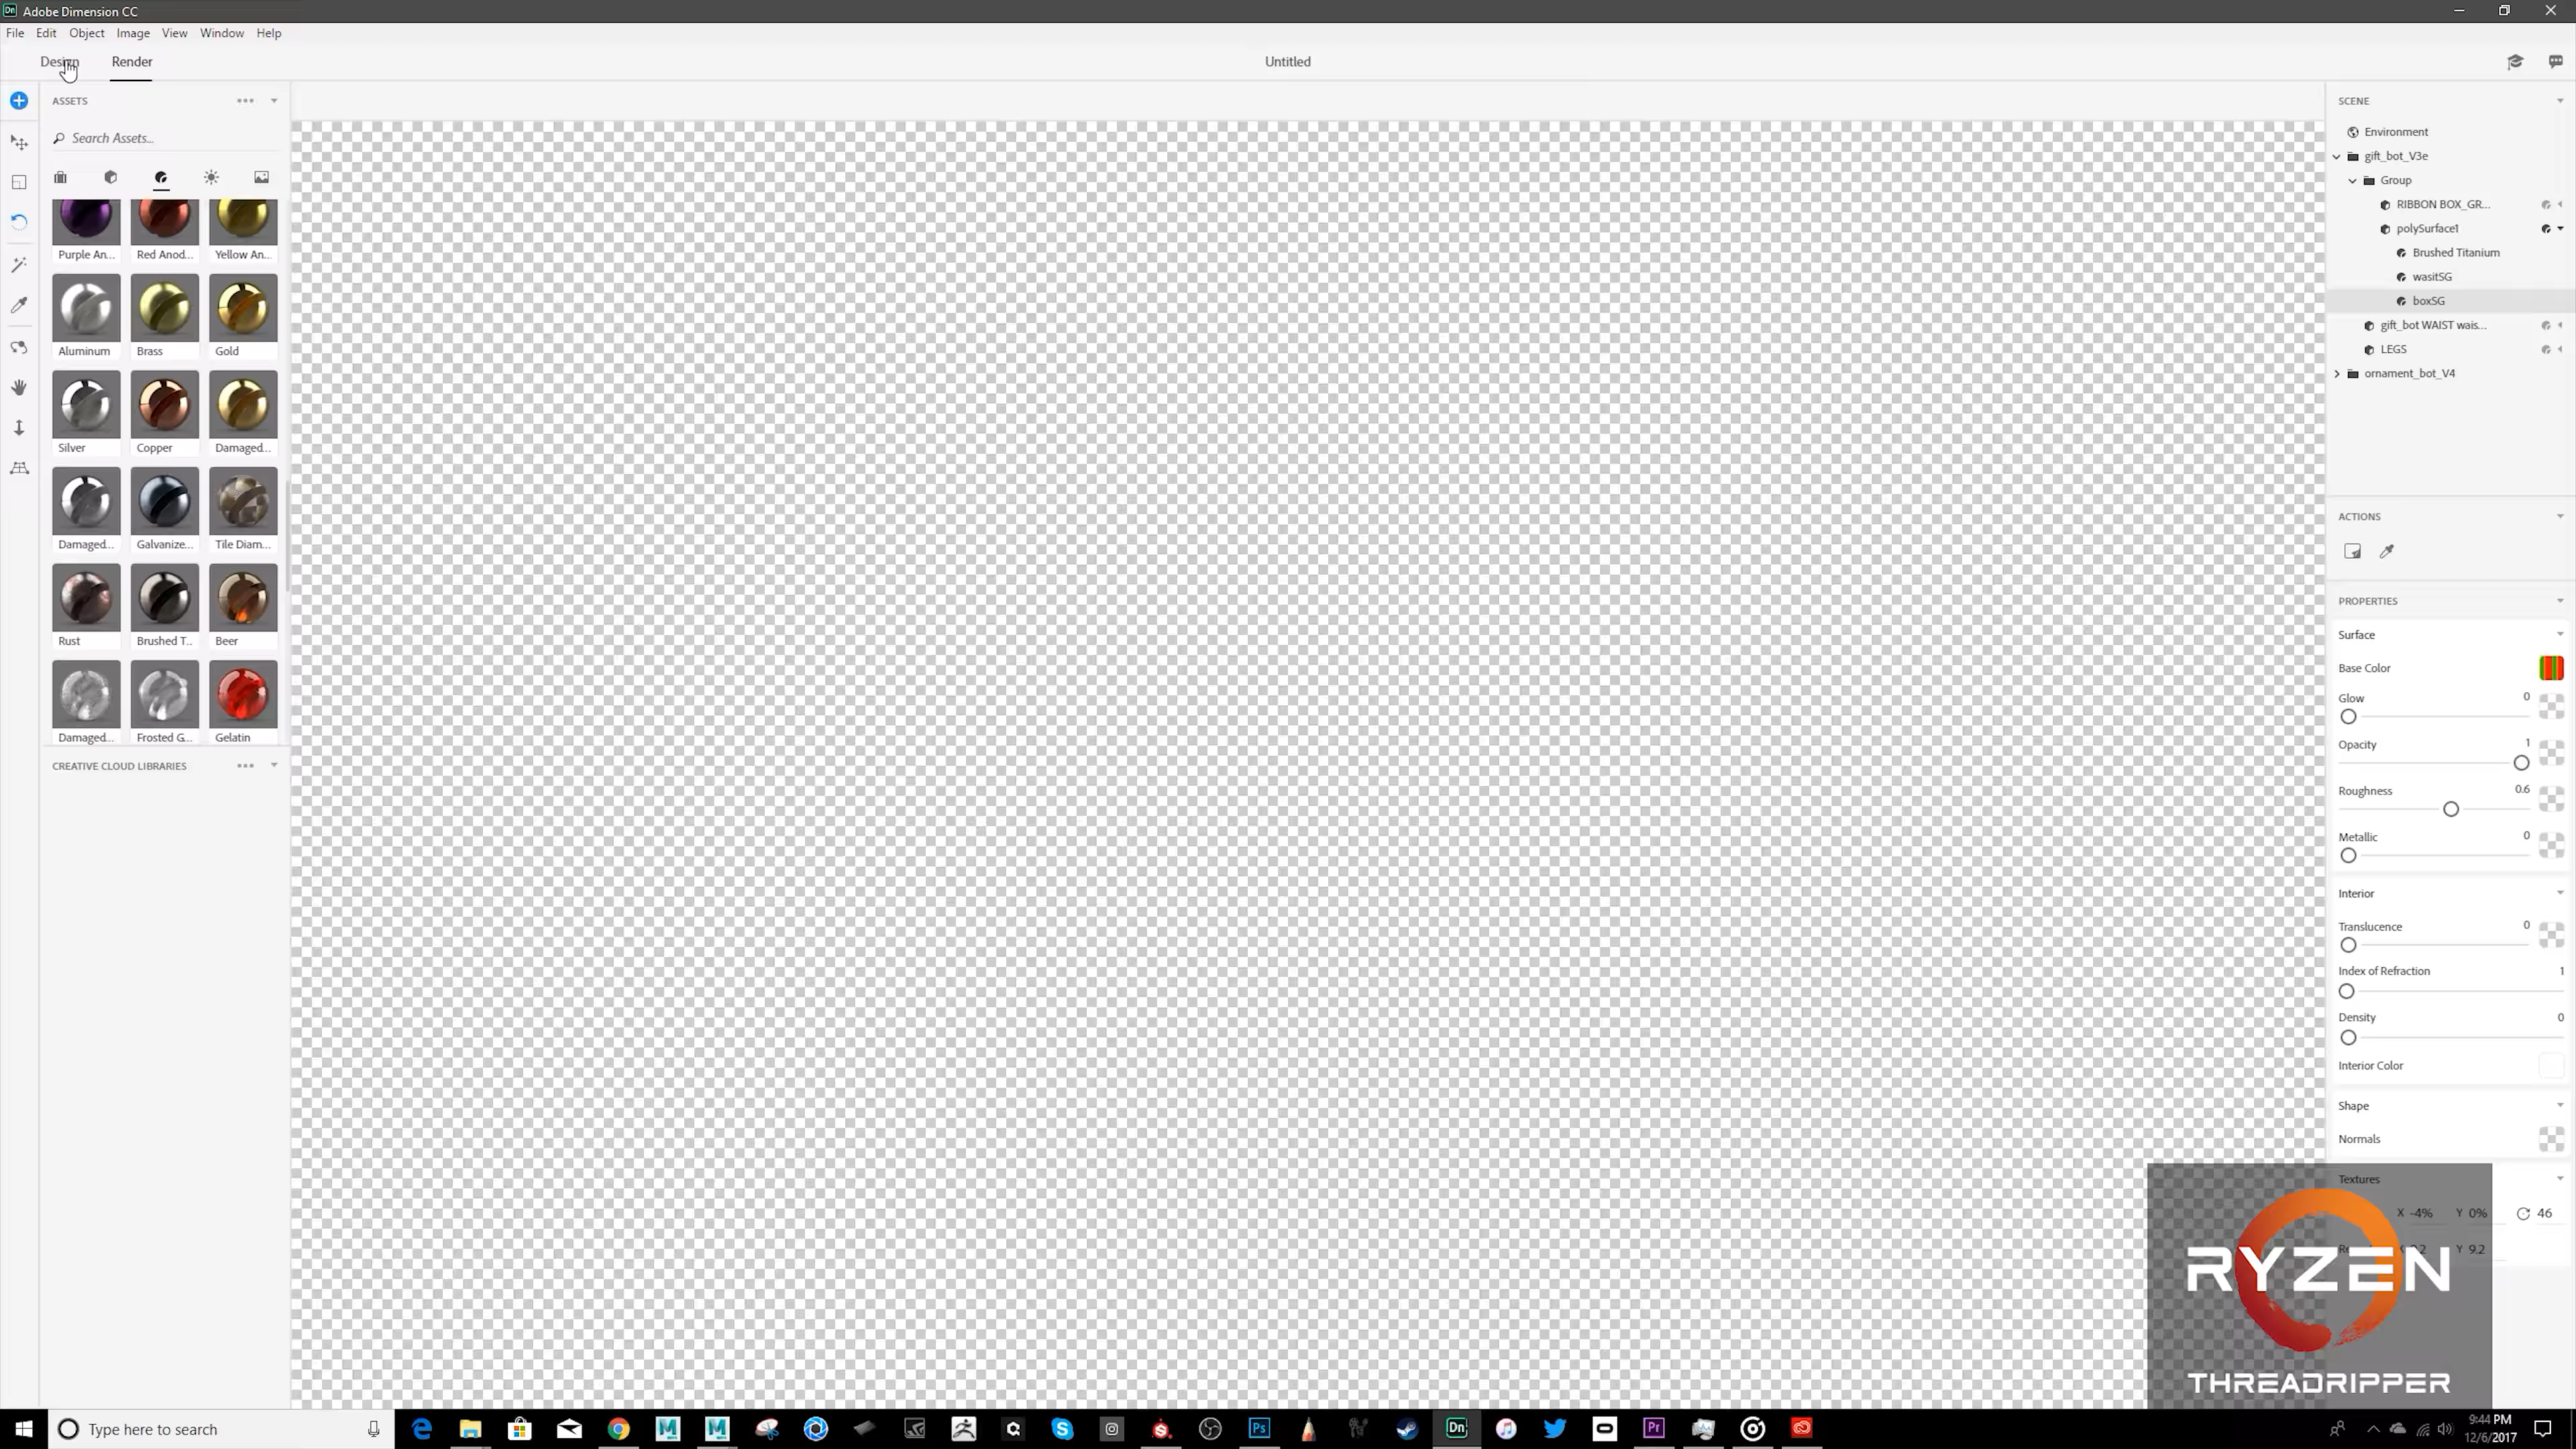 Adobe Dimension CC
File Edit Object Image View Window Help
Design Render
Untitled
ASSETS
Search Assets...
Purple An... Red Anod... Yellow An...
Aluminum Brass Gold
Silver Copper Damaged...
Damaged... Galvanize... Tile Diam...
Rust Brushed T... Beer
Damaged... Frosted G... Gelatin
CREATIVE CLOUD LIBRARIES
SCENE
Environment
gift_bot_V3e
Group
RIBBON BOX_GR...
polySurface1
Brushed Titanium
wasitSG
boxSG
gift_bot WAIST wais...
LEGS
ornament_bot_V4
ACTIONS
PROPERTIES
Surface
Base Color
Glow 0
Opacity 1
Roughness 0.6
Metallic 0
Interior
Translucence 0
Index of Refraction 1
Density 0
Interior Color
Shape
Normals
Textures
X -4% Y 0% 46
Y 9.2
RYZEN
THREADRIPPER
Type here to search
Ps Dn Pr
9:44 PM
12/6/2017